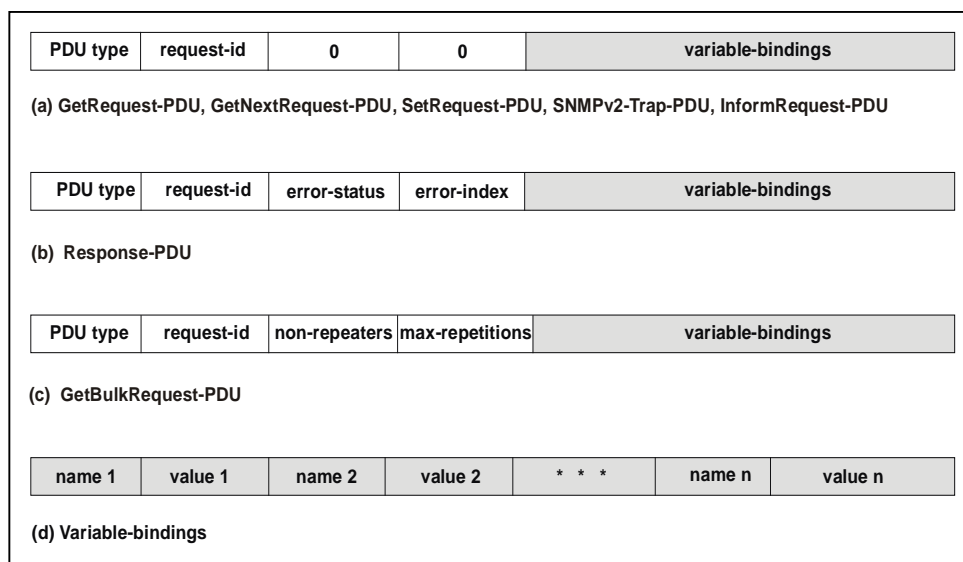 PDU type request-id 0 0 variable-bindings
(a) GetRequest-PDU, GetNextRequest-PDU, SetRequest-PDU, SNMPv2-Trap-PDU, InformRequest-PDU
PDU type request-id error-status error-index variable-bindings
(b) Response-PDU
PDU type request-id non-repeaters max-repetitions variable-bindings
(c) GetBulkRequest-PDU
name 1 value 1 name 2 value 2 * * * name n value n
(d) Variable-bindings